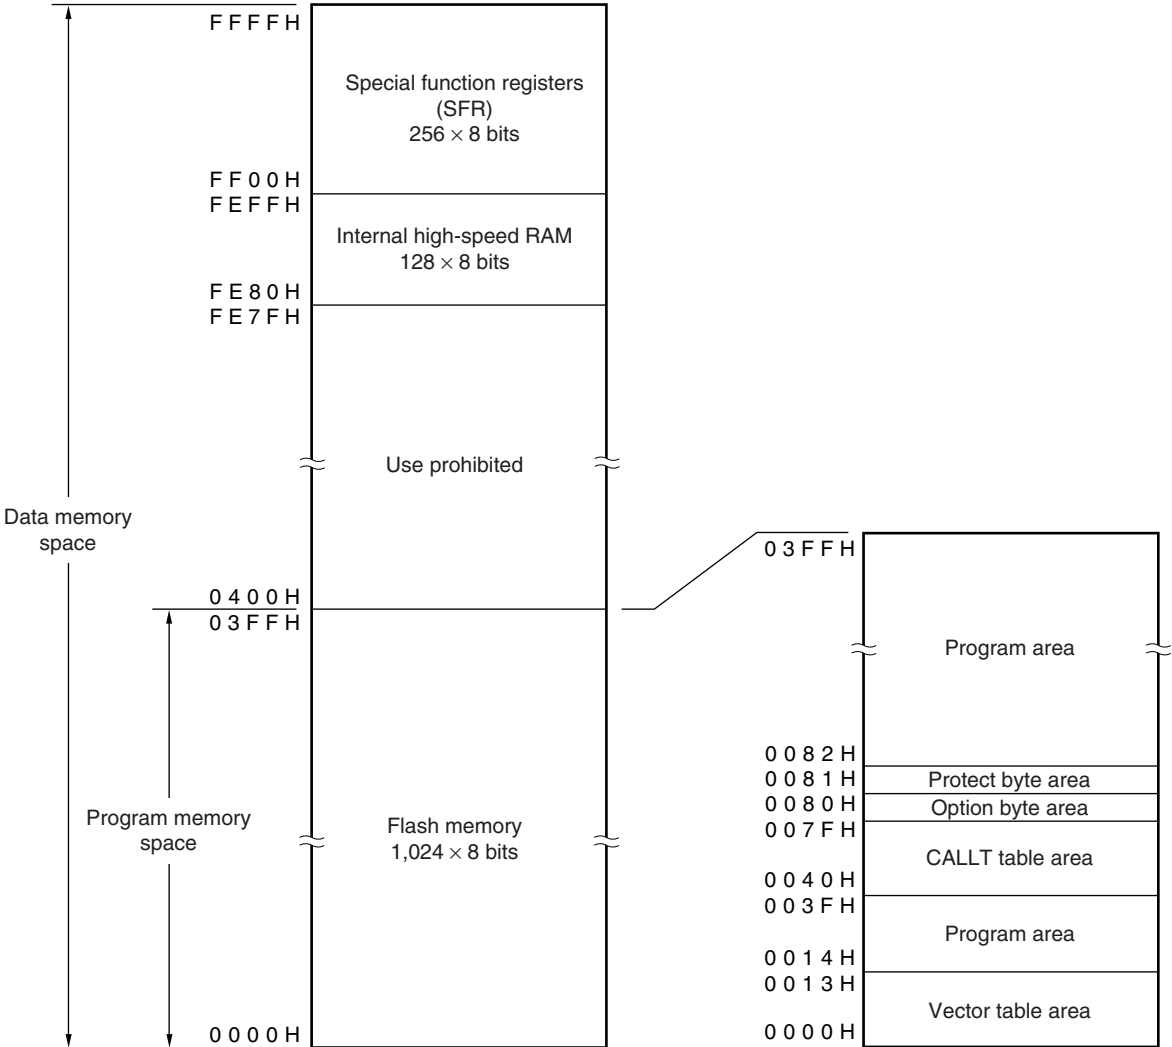 FFFFH
Special function registers
(SFR)
256 × 8 bits
FF00H
FEFFH
Internal high-speed RAM
128 × 8 bits
FE80H
FE7FH
Use prohibited
Data memory
space
0400H
03FFH
Program memory
space
Flash memory
1,024 × 8 bits
0000H
03FFH
Program area
0082H
0081H
Protect byte area
0080H
Option byte area
007FH
CALLT table area
0040H
003FH
Program area
0014H
0013H
Vector table area
0000H